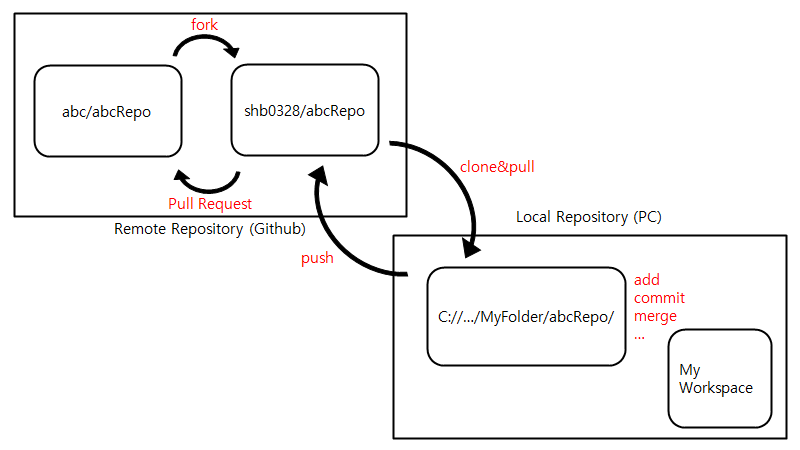 fork
abc/abcRepo
shb0328/abcRepo
Pull Request
clone&pull
Remote Repository (Github)
push
Local Repository (PC)
C://.../MyFolder/abcRepo/
add
commit
merge
...
My
Workspace